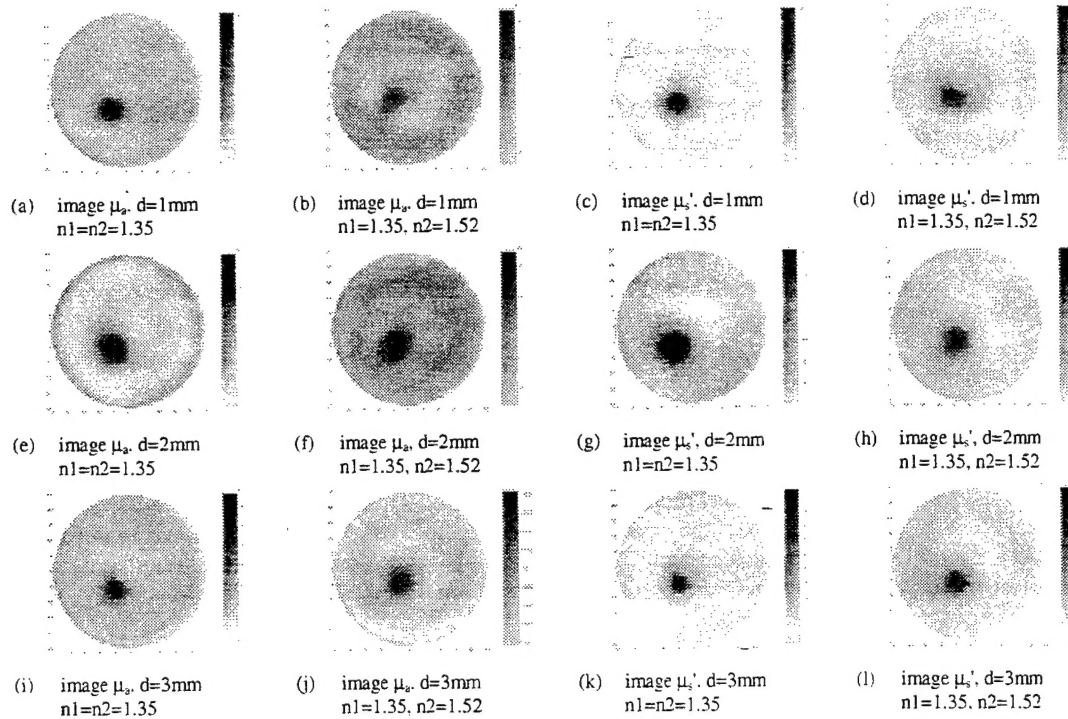 (a) image μa. d=1mm
n1=n2=1.35
(b) image μa. d=1mm
n1=1.35, n2=1.52
(c) image μs'. d=1mm
n1=n2=1.35
(d) image μs'. d=1mm
n1=1.35, n2=1.52
(e) image μa. d=2mm
n1=n2=1.35
(f) image μa, d=2mm
n1=1.35, n2=1.52
(g) image μs', d=2mm
n1=n2=1.35
(h) image μs', d=2mm
n1=1.35, n2=1.52
(i) image μa. d=3mm
n1=n2=1.35
(j) image μa. d=3mm
n1=1.35, n2=1.52
(k) image μs'. d=3mm
n1=n2=1.35
(l) image μs', d=3mm
n1=1.35, n2=1.52